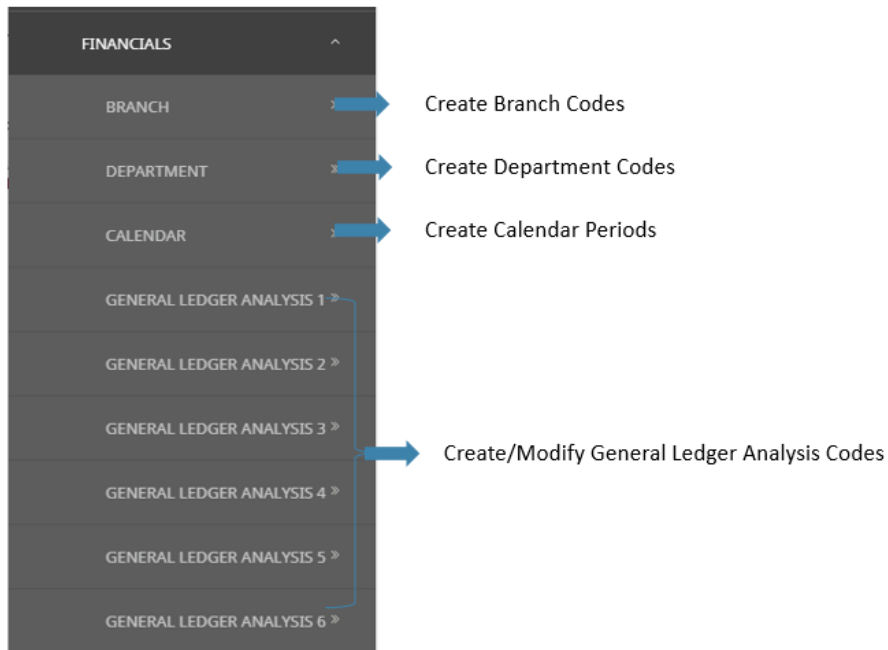 FINANCIALS
BRANCH
Create Branch Codes
DEPARTMENT
Create Department Codes
CALENDAR
Create Calendar Periods
GENERAL LEDGER ANALYSIS 1
GENERAL LEDGER ANALYSIS 2
GENERAL LEDGER ANALYSIS 3
Create/Modify General Ledger Analysis Codes
GENERAL LEDGER ANALYSIS 4
GENERAL LEDGER ANALYSIS 5
GENERAL LEDGER ANALYSIS 6